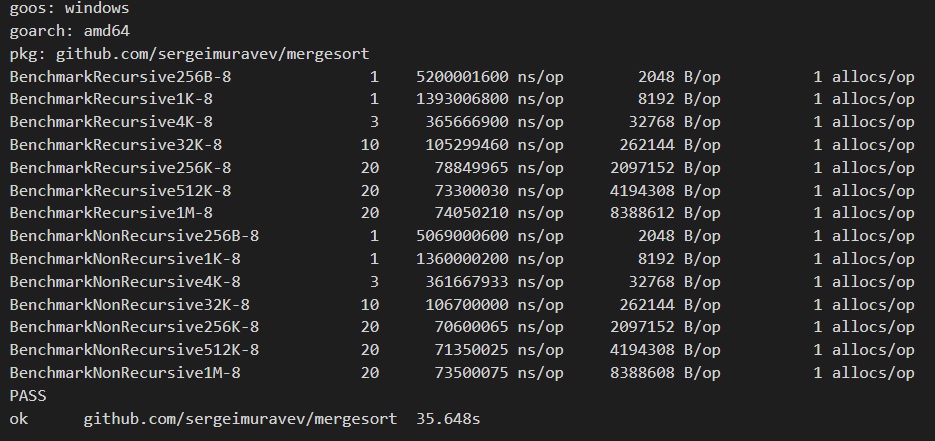 goos: windows
goarch: amd64
pkg: github.com/sergeimuravev/mergesort
BenchmarkRecursive256B-8 1 5200001600 ns/op 2048 B/op 1 allocs/op
BenchmarkRecursive1K-8 1 1393006800 ns/op 8192 B/op 1 allocs/op
BenchmarkRecursive4K-8 3 365666900 ns/op 32768 B/op 1 allocs/op
BenchmarkRecursive32K-8 10 105299460 ns/op 262144 B/op 1 allocs/op
BenchmarkRecursive256K-8 20 78849965 ns/op 2097152 B/op 1 allocs/op
BenchmarkRecursive512K-8 20 73300030 ns/op 4194308 B/op 1 allocs/op
BenchmarkRecursive1M-8 20 74050210 ns/op 8388612 B/op 1 allocs/op
BenchmarkNonRecursive256B-8 1 5069000600 ns/op 2048 B/op 1 allocs/op
BenchmarkNonRecursive1K-8 1 1360000200 ns/op 8192 B/op 1 allocs/op
BenchmarkNonRecursive4K-8 3 361667933 ns/op 32768 B/op 1 allocs/op
BenchmarkNonRecursive32K-8 10 106700000 ns/op 262144 B/op 1 allocs/op
BenchmarkNonRecursive256K-8 20 70600065 ns/op 2097152 B/op 1 allocs/op
BenchmarkNonRecursive512K-8 20 71350025 ns/op 4194308 B/op 1 allocs/op
BenchmarkNonRecursive1M-8 20 73500075 ns/op 8388608 B/op 1 allocs/op
PASS
ok github.com/sergeimuravev/mergesort 35.648s